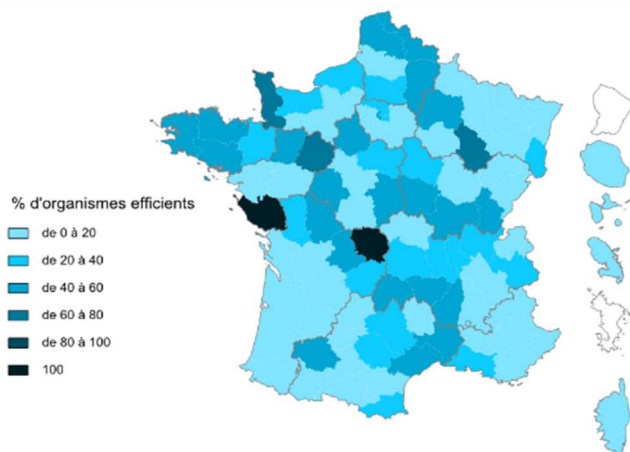 % d'organismes efficients
de 0 à 20
de 20 à 40
de 40 à 60
de 60 à 80
de 80 à 100
100